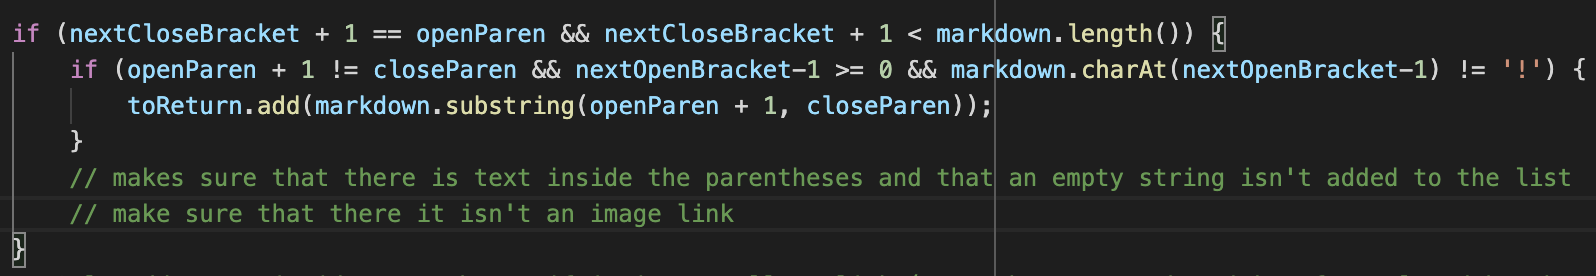 if (nextCloseBracket + 1 == openParen && nextCloseBracket + 1 < markdown.length()) {
if (openParen + 1 != closeParen && nextOpenBracket-1 >= 0 && markdown.charAt(nextOpenBracket-1) != '!') {
toReturn.add(markdown.substring(openParen + 1, closeParen));
}
// makes sure that there is text inside the parentheses and that an empty string isn't added to the list
// make sure that there it isn't an image link
}